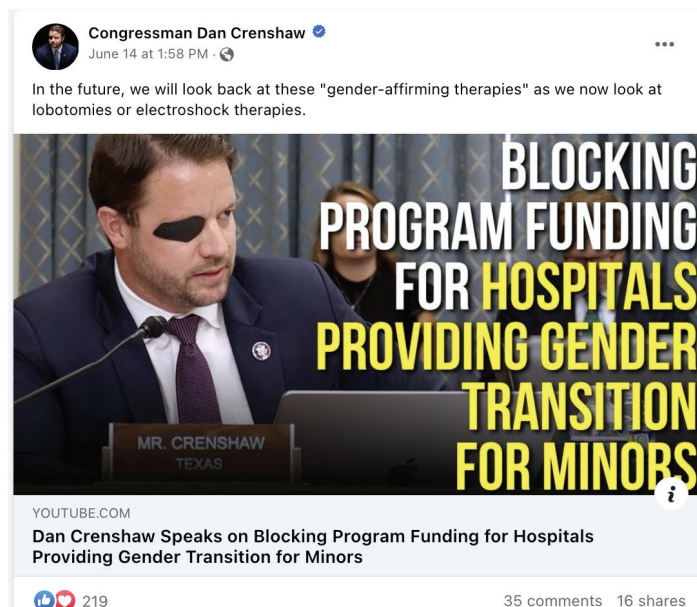 Congressman Dan Crenshaw
June 14 at 1:58 PM ·
In the future, we will look back at these "gender-affirming therapies" as we now look at
lobotomies or electroshock therapies.
BLOCKING
PROGRAM FUNDING
FOR HOSPITALS
PROVIDING GENDER
TRANSITION
FOR MINORS
MR. CRENSHAW
TEXAS
i
YOUTUBE.COM
Dan Crenshaw Speaks on Blocking Program Funding for Hospitals
Providing Gender Transition for Minors
219
35 comments 16 shares